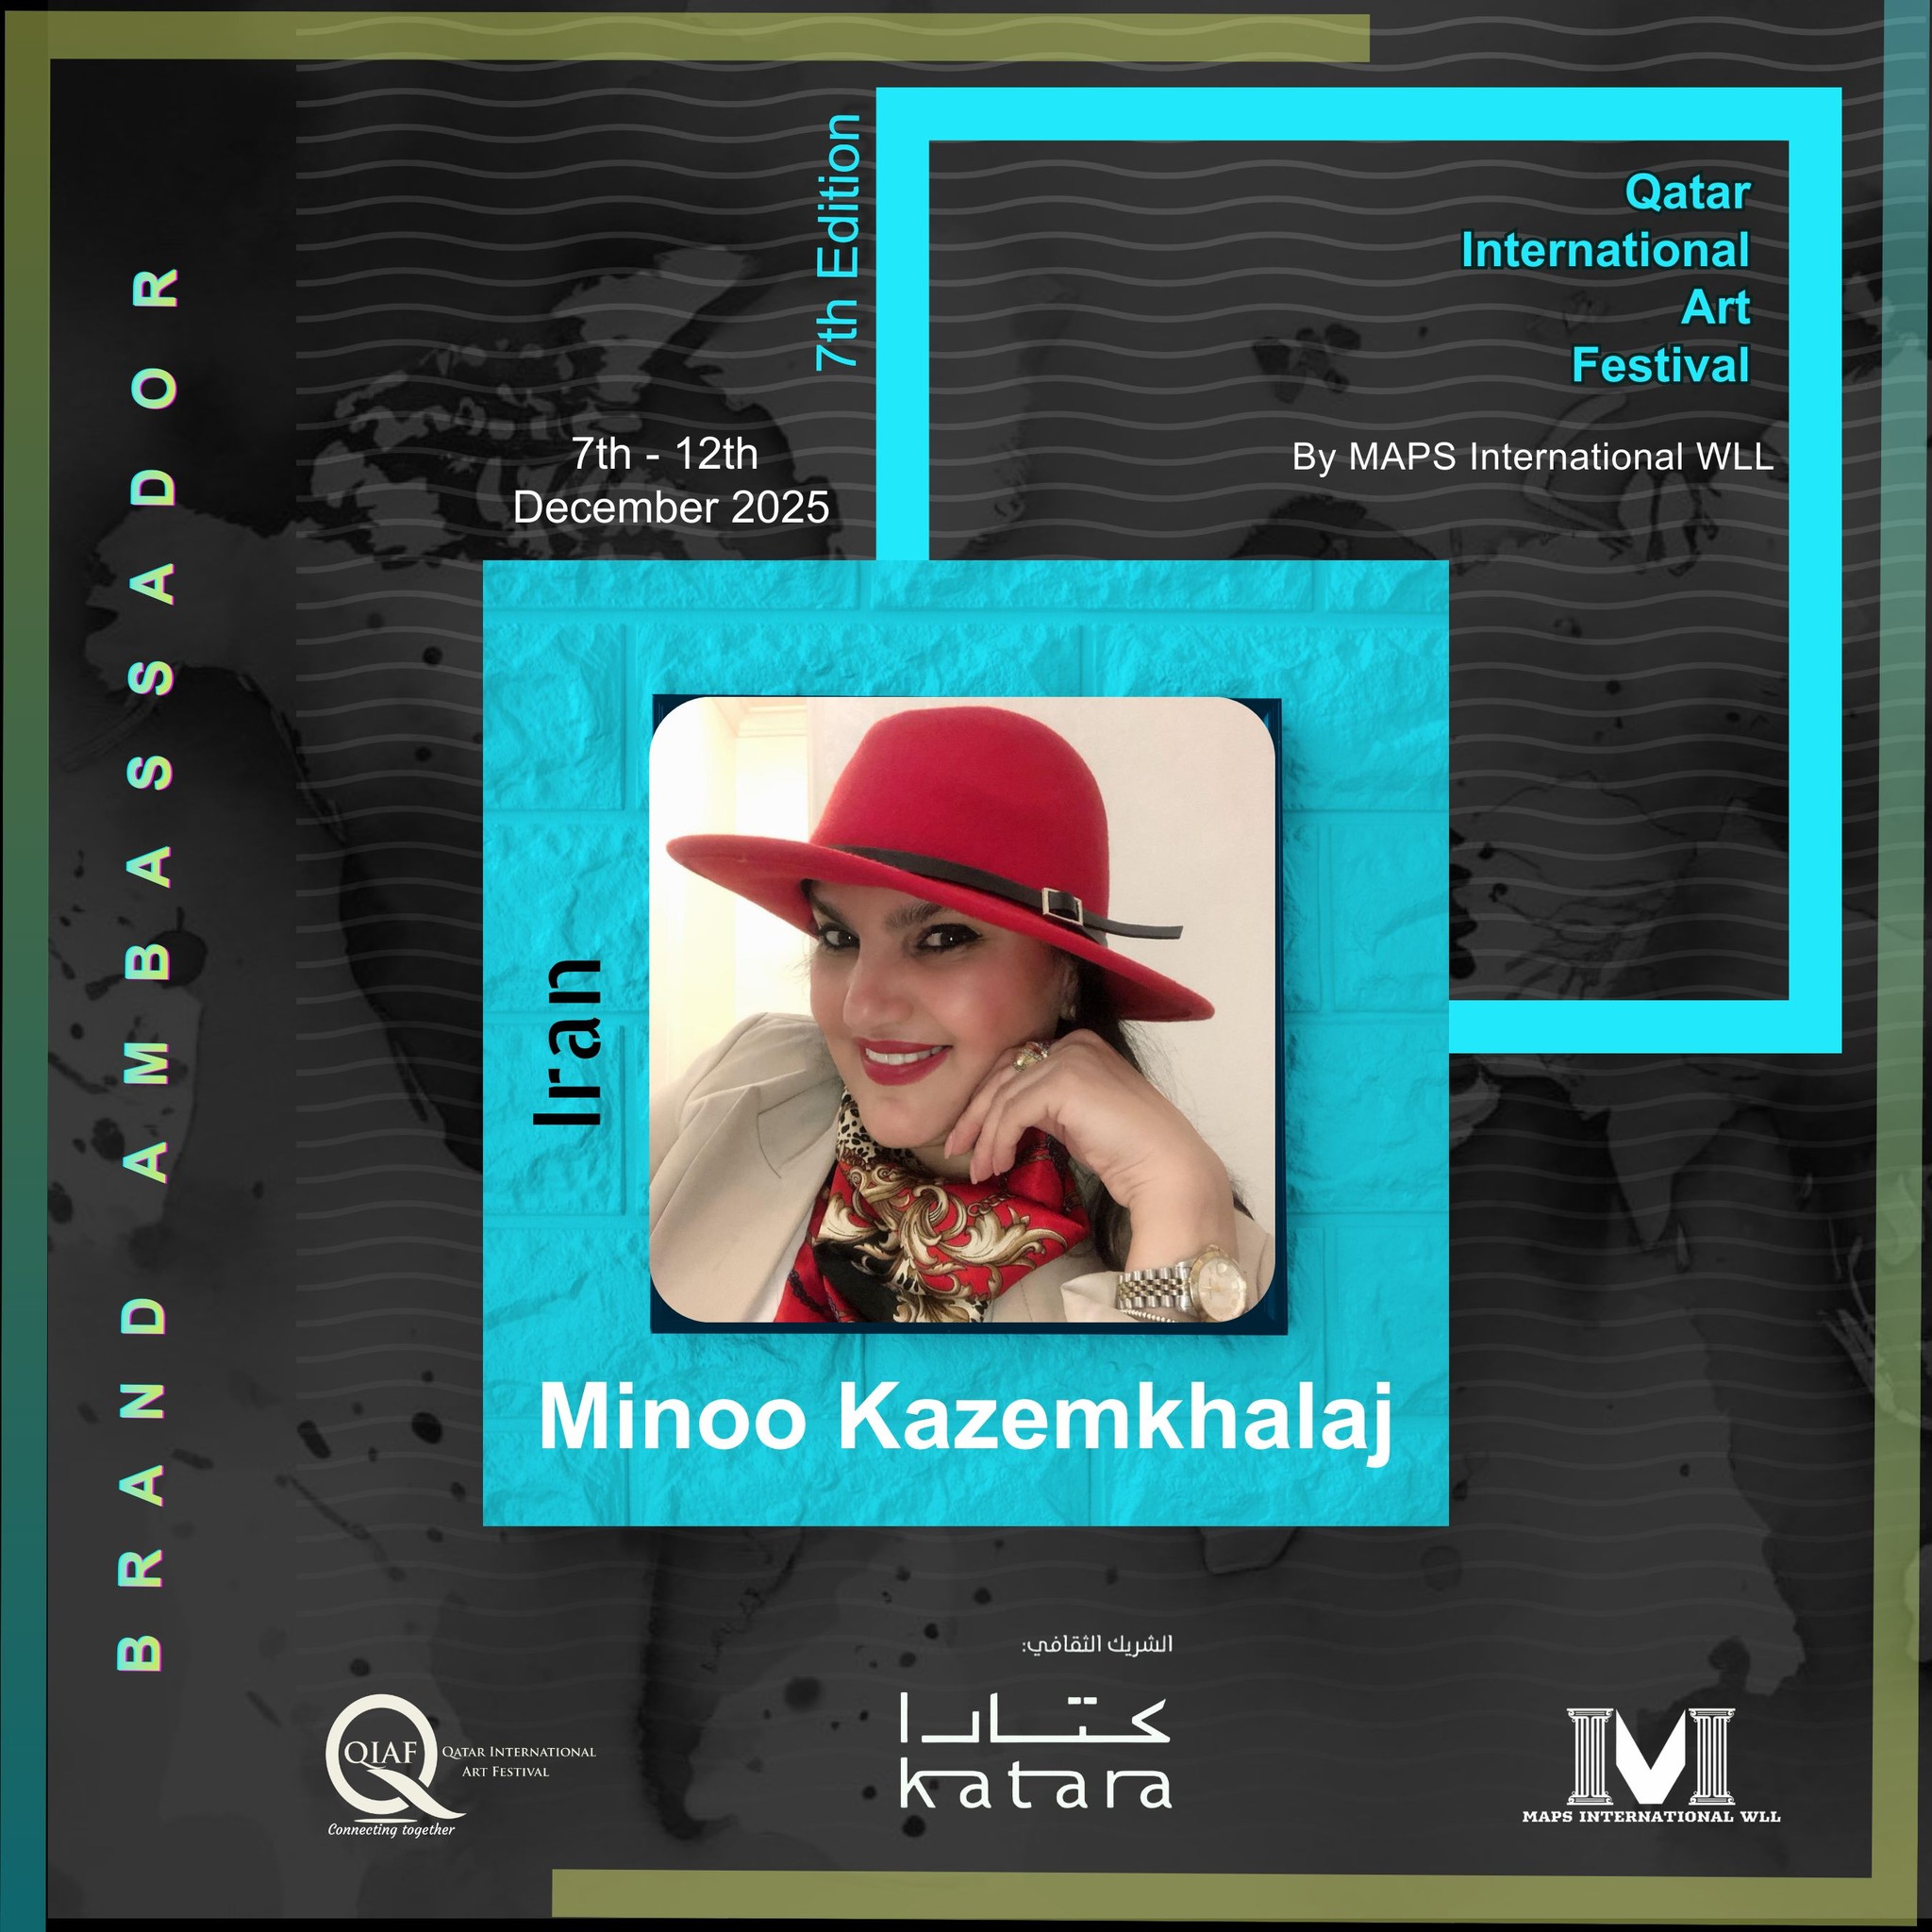 BRAND AMBASSADOR
7th Edition
Qatar
International
Art
Festival
By MAPS International WLL
7th - 12th
December 2025
Iran
Minoo Kazemkhalaj
الشريك الثقافي:
كتارا
katara
QIAF
QATAR INTERNATIONAL
ART FESTIVAL
Connecting together
M
MAPS INTERNATIONAL WLL